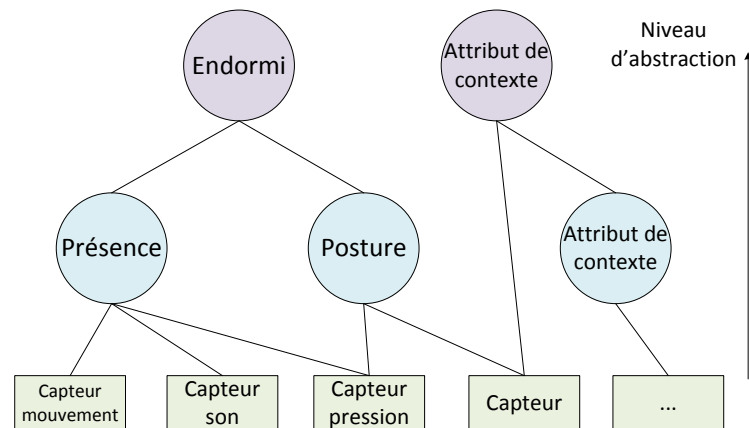 Endormi
Attribut de
contexte
Niveau
d'abstraction
Présence
Posture
Attribut de
contexte
Capteur
mouvement
Capteur
son
Capteur
pression
Capteur
...